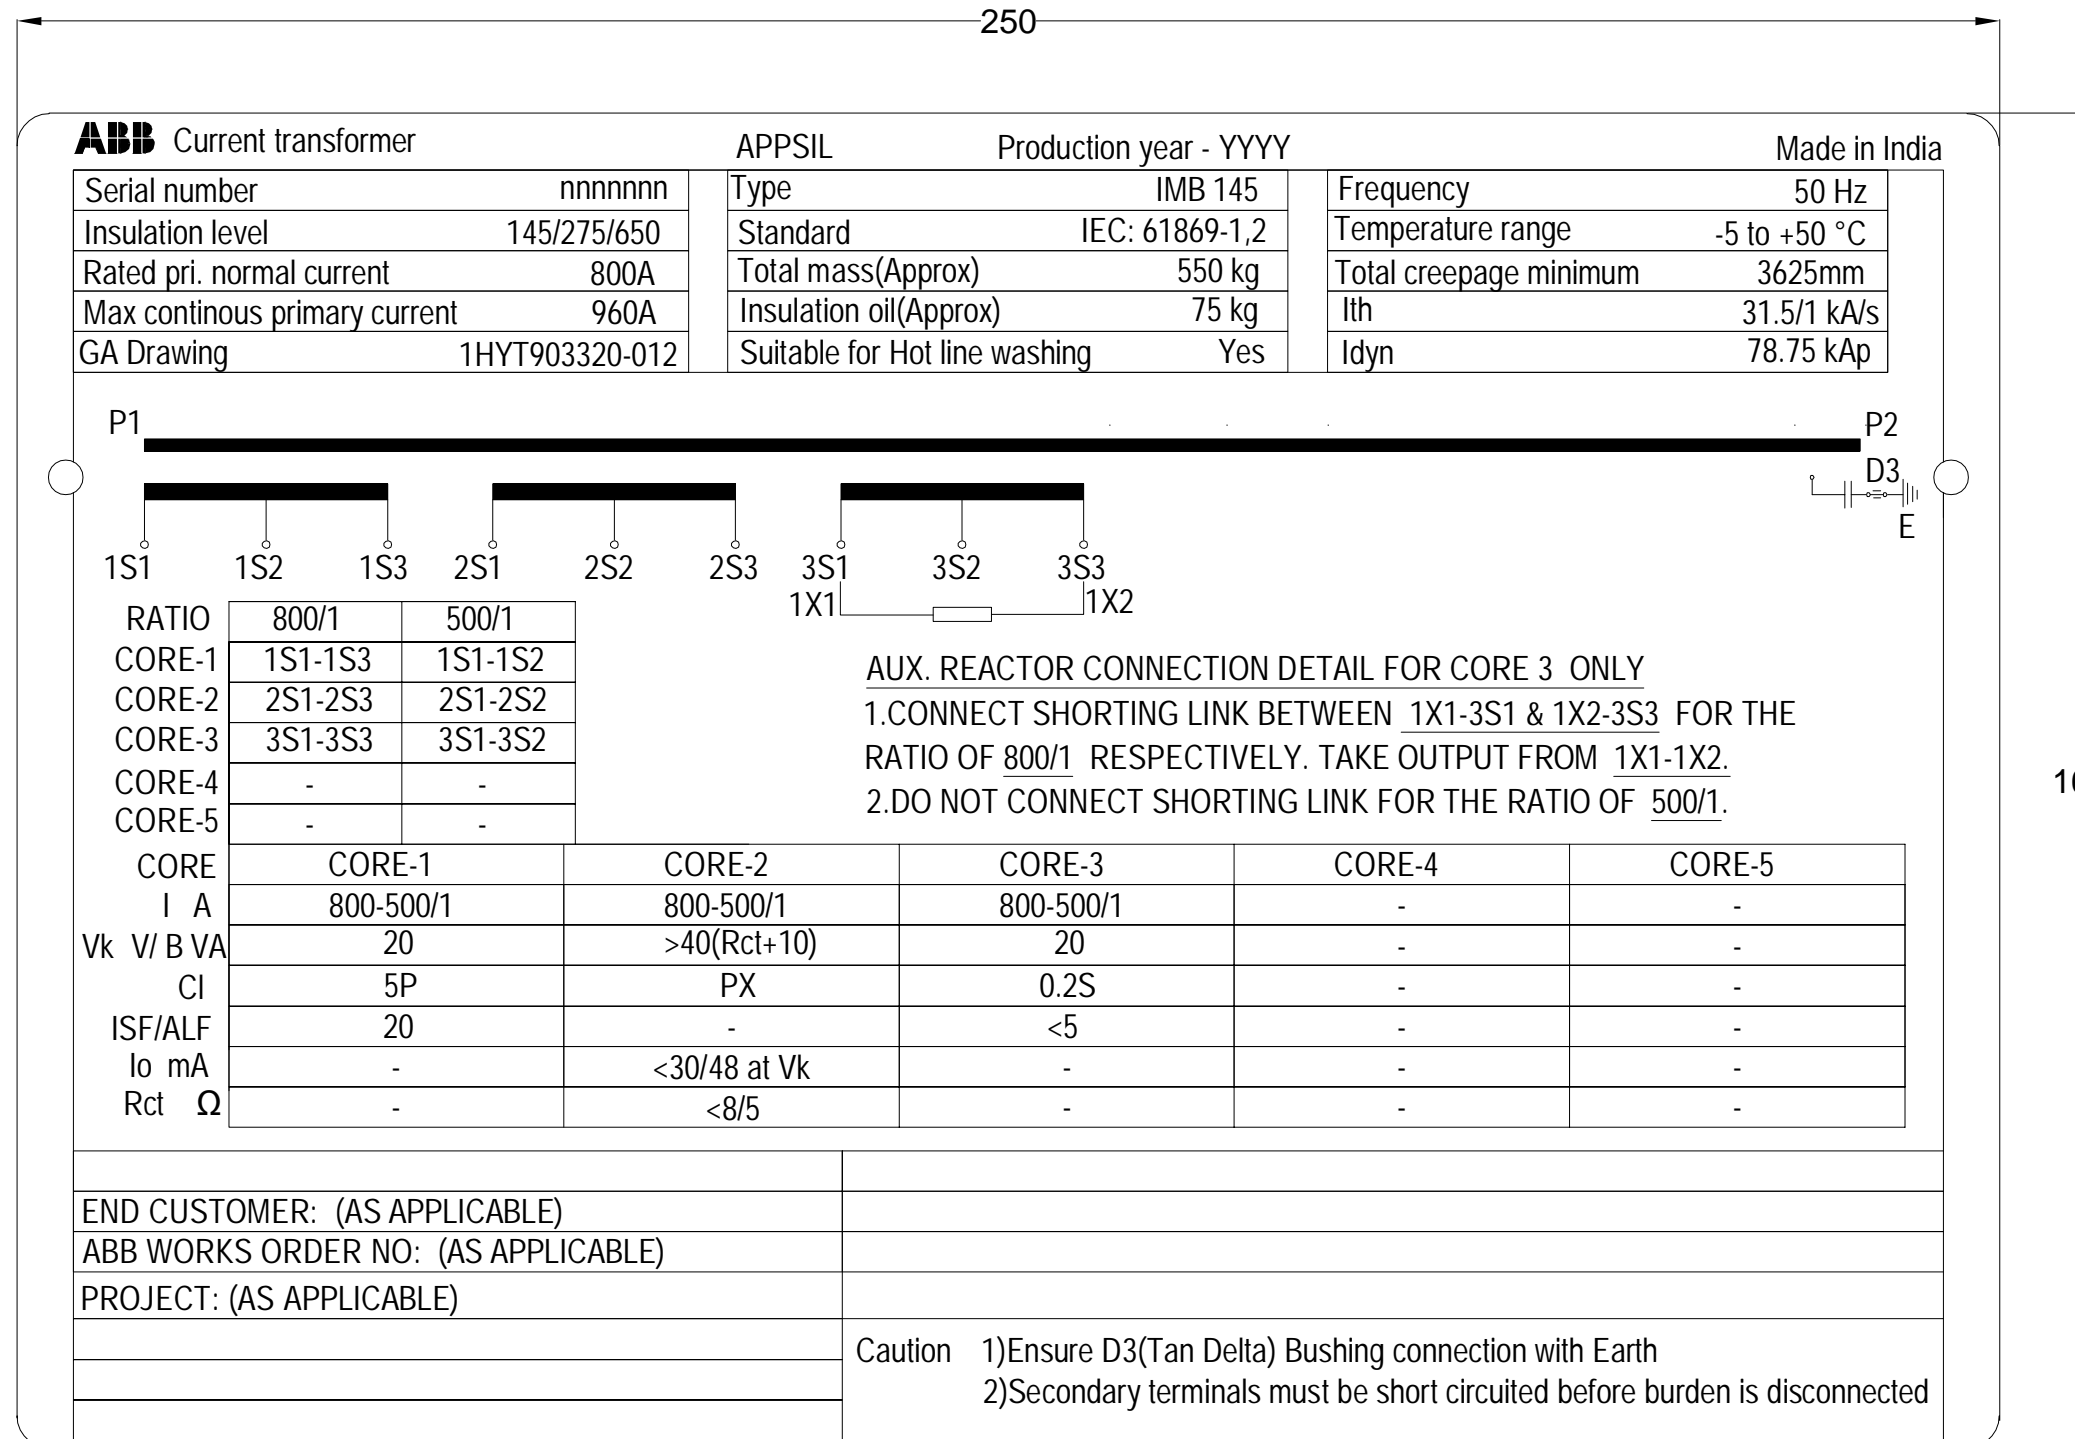 250
ABB Current transformer APPSIL Production year - YYYY Made in India
Serial number nnnnnnn Type IMB 145 Frequency 50 Hz
Insulation level 145/275/650 Standard IEC: 61869-1,2 Temperature range -5 to +50 °C
Rated pri. normal current 800A Total mass(Approx) 550 kg Total creepage minimum 3625mm
Max continous primary current 960A Insulation oil(Approx) 75 kg Ith 31.5/1 kA/s
GA Drawing 1HYT903320-012 Suitable for Hot line washing Yes Idyn 78.75 kAp
P1 P2
D3
E
1S1 1S2 1S3 2S1 2S2 2S3 3S1 3S2 3S3
1X1 1X2
RATIO 800/1 500/1
CORE-1 1S1-1S3 1S1-1S2
CORE-2 2S1-2S3 2S1-2S2
CORE-3 3S1-3S3 3S1-3S2
CORE-4 - -
CORE-5 - -
AUX. REACTOR CONNECTION DETAIL FOR CORE 3 ONLY
1.CONNECT SHORTING LINK BETWEEN 1X1-3S1 & 1X2-3S3 FOR THE
RATIO OF 800/1 RESPECTIVELY. TAKE OUTPUT FROM 1X1-1X2.
2.DO NOT CONNECT SHORTING LINK FOR THE RATIO OF 500/1.
CORE CORE-1 CORE-2 CORE-3 CORE-4 CORE-5
I A 800-500/1 800-500/1 800-500/1 - -
Vk V/ B VA 20 >40(Rct+10) 20 - -
Cl 5P PX 0.2S - -
ISF/ALF 20 - <5 - -
Io mA - <30/48 at Vk - - -
Rct Ω - <8/5 - - -
END CUSTOMER: (AS APPLICABLE)
ABB WORKS ORDER NO: (AS APPLICABLE)
PROJECT: (AS APPLICABLE)
Caution 1)Ensure D3(Tan Delta) Bushing connection with Earth
2)Secondary terminals must be short circuited before burden is disconnected